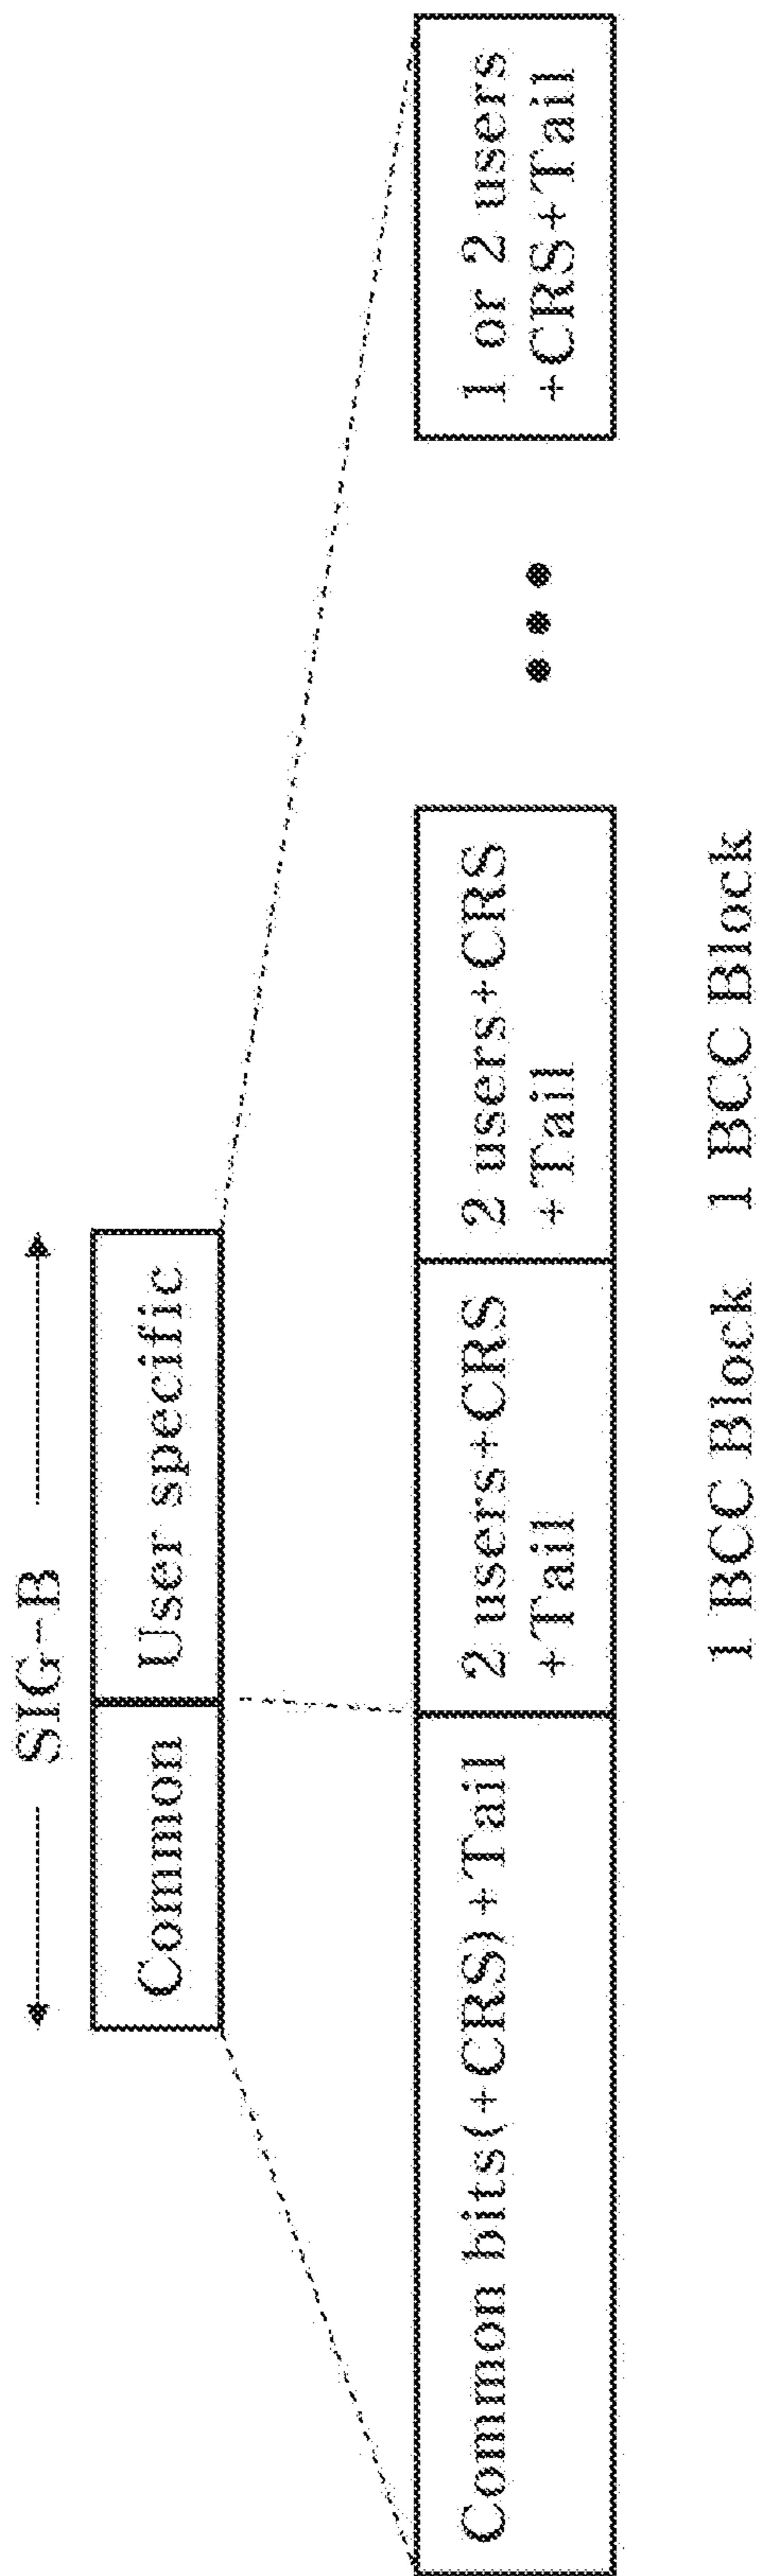 SIG-B
Common
User specific
Common bits(+CRS)+Tail
2 users+CRS
+Tail
2 users+CRS
+Tail
1 or 2 users
+CRS+Tail
1 BCC Block
1 BCC Block